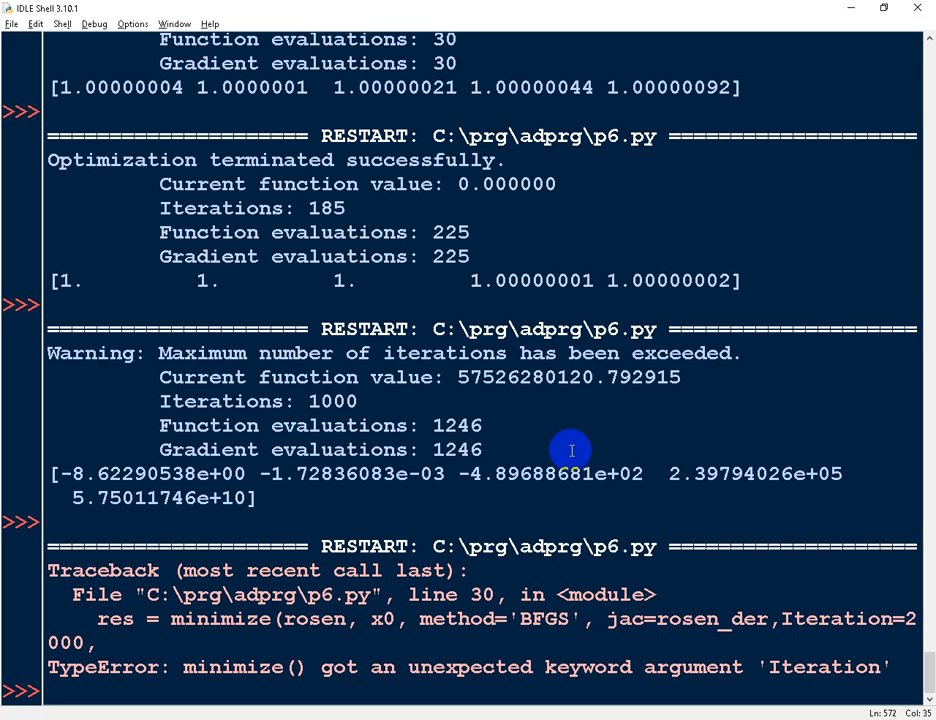 IDLE Shell 3.10.1
File Edit Shell Debug Options Window Help
Function evaluations: 30
Gradient evaluations: 30
[1.00000004 1.0000001  1.00000021 1.00000044 1.00000092]
>>>
===================== RESTART: C:\prg\adprg\p6.py ====================
Optimization terminated successfully.
Current function value: 0.000000
Iterations: 185
Function evaluations: 225
Gradient evaluations: 225
[1.         1.         1.         1.00000001 1.00000002]
>>>
===================== RESTART: C:\prg\adprg\p6.py ====================
Warning: Maximum number of iterations has been exceeded.
Current function value: 57526280120.792915
Iterations: 1000
Function evaluations: 1246
Gradient evaluations: 1246
[-8.62290538e+00 -1.72836083e-03 -4.89688681e+02  2.39794026e+05
5.75011746e+10]
>>>
===================== RESTART: C:\prg\adprg\p6.py ====================
Traceback (most recent call last):
File "C:\prg\adprg\p6.py", line 30, in <module>
res = minimize(rosen, x0, method='BFGS', jac=rosen_der,Iteration=2
000,
TypeError: minimize() got an unexpected keyword argument 'Iteration'
>>>
Ln: 572 Col: 35